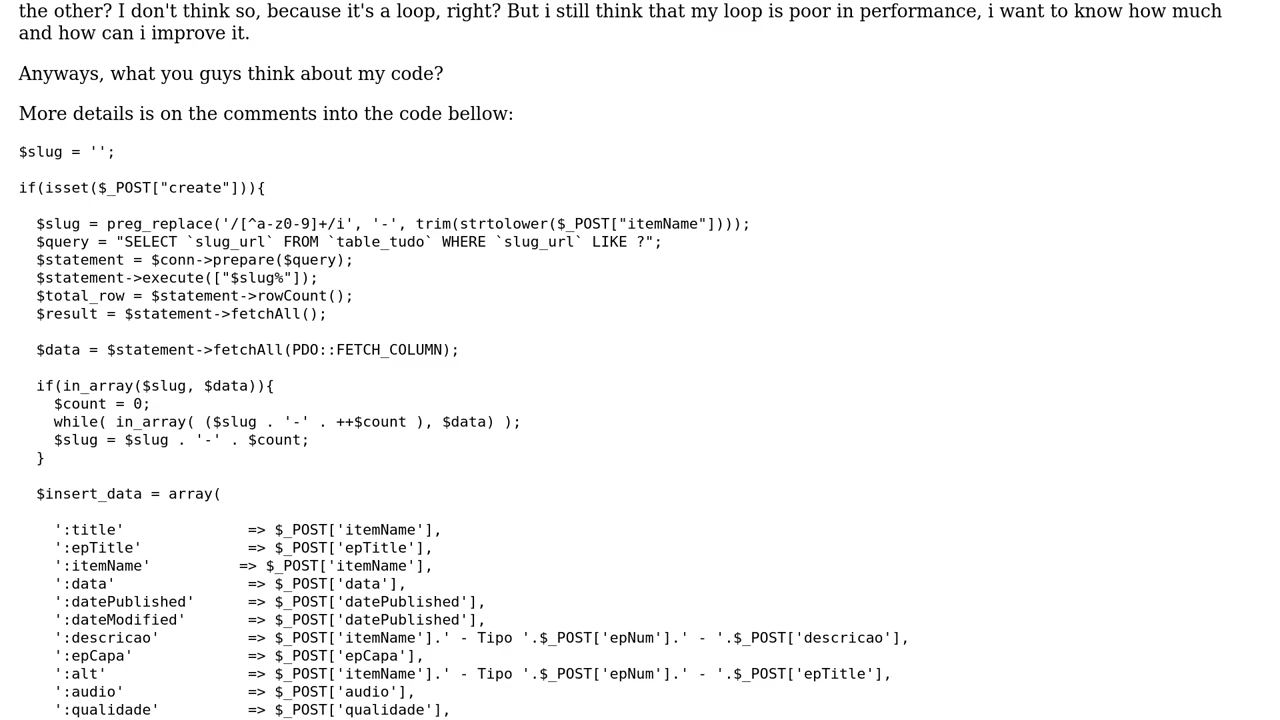 the other? I don't think so, because it's a loop, right? But i still think that my loop is poor in performance, i want to know how much
and how can i improve it.
Anyways, what you guys think about my code?
More details is on the comments into the code bellow:
$slug = '';
if(isset($_POST["create"])){
  $slug = preg_replace('/[^a-z0-9]+/i', '-', trim(strtolower($_POST["itemName"])));
  $query = "SELECT `slug_url` FROM `table_tudo` WHERE `slug_url` LIKE ?";
  $statement = $conn->prepare($query);
  $statement->execute(["$slug%"]);
  $total_row = $statement->rowCount();
  $result = $statement->fetchAll();
  $data = $statement->fetchAll(PDO::FETCH_COLUMN);
  if(in_array($slug, $data)){
    $count = 0;
    while( in_array( ($slug . '-' . ++$count ), $data) );
    $slug = $slug . '-' . $count;
  }
  $insert_data = array(
    ':title'              => $_POST['itemName'],
    ':epTitle'            => $_POST['epTitle'],
    ':itemName'          => $_POST['itemName'],
    ':data'               => $_POST['data'],
    ':datePublished'      => $_POST['datePublished'],
    ':dateModified'       => $_POST['datePublished'],
    ':descricao'          => $_POST['itemName'].' - Tipo '.$_POST['epNum'].' - '.$_POST['descricao'],
    ':epCapa'             => $_POST['epCapa'],
    ':alt'                => $_POST['itemName'].' - Tipo '.$_POST['epNum'].' - '.$_POST['epTitle'],
    ':audio'              => $_POST['audio'],
    ':qualidade'          => $_POST['qualidade'],